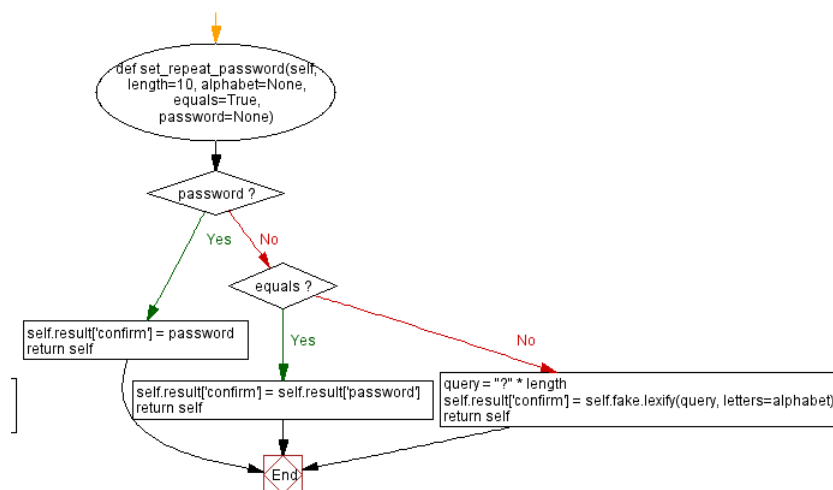 def set_repeat_password(self,
length=10, alphabet=None,
equals=True,
password=None)
password ?
Yes
No
equals ?
self.result['confirm'] = password
return self
Yes
No
self.result['confirm'] = self.result['password']
return self
query = "?" * length
self.result['confirm'] = self.fake.lexify(query, letters=alphabet)
return self
End